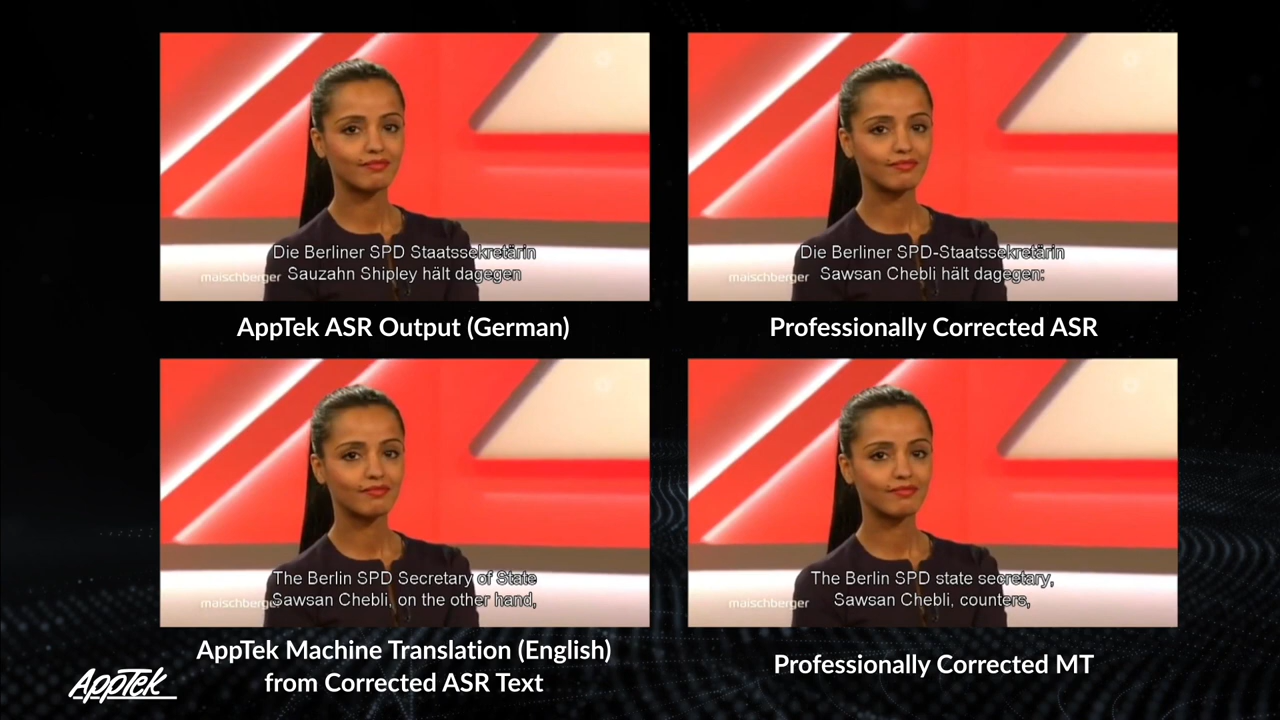 Die Berliner SPD Staatssekretärin
Sauzahn Shipley hält dagegen
maischberger
AppTek ASR Output (German)
Die Berliner SPD-Staatssekretärin
Sawsan Chebli hält dagegen:
maischberger
Professionally Corrected ASR
The Berlin SPD Secretary of State
Sawsan Chebli, on the other hand,
maischberger
AppTek Machine Translation (English)
from Corrected ASR Text
The Berlin SPD state secretary,
Sawsan Chebli, counters,
maischberger
Professionally Corrected MT
AppTek